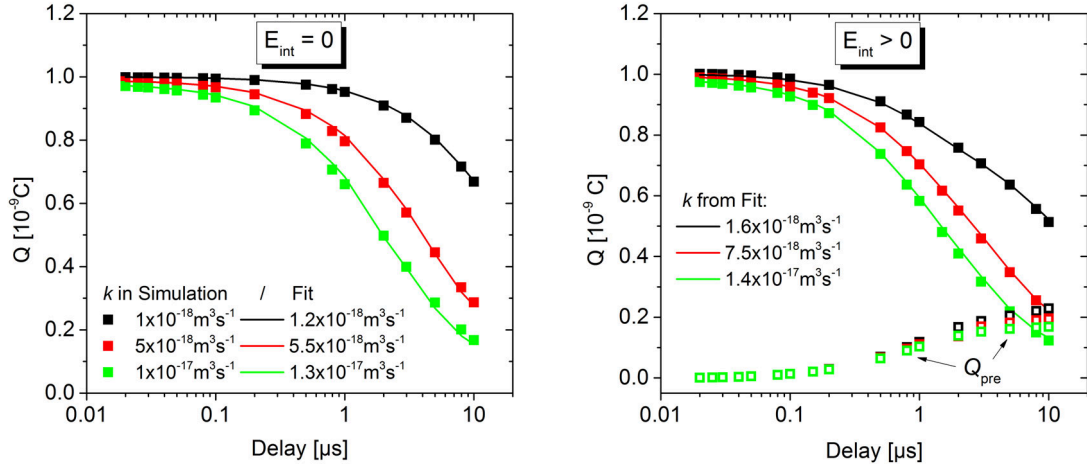 E_int = 0
1.2
1.0
0.8
0.6
0.4
0.2
0.0
Q [10⁻⁹C]
k in Simulation / Fit
1x10⁻¹⁸m³s⁻¹ 1.2x10⁻¹⁸m³s⁻¹
5x10⁻¹⁸m³s⁻¹ 5.5x10⁻¹⁸m³s⁻¹
1x10⁻¹⁷m³s⁻¹ 1.3x10⁻¹⁷m³s⁻¹
0.01 0.1 1 10
Delay [µs]
E_int > 0
1.2
1.0
0.8
0.6
0.4
0.2
0.0
Q [10⁻⁹ C]
k from Fit:
1.6x10⁻¹⁸m³s⁻¹
7.5x10⁻¹⁸m³s⁻¹
1.4x10⁻¹⁷m³s⁻¹
Q_pre
0.01 0.1 1 10
Delay [µs]